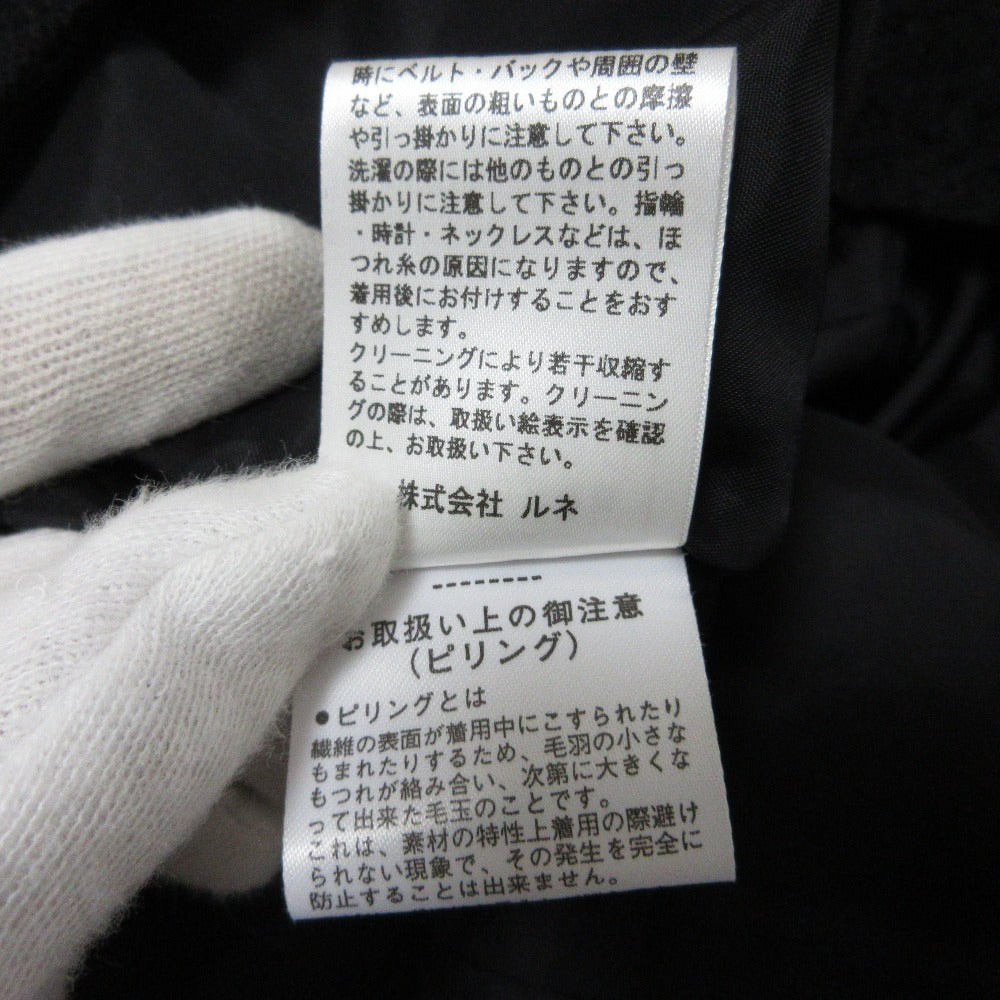 時にベルト・バックや周囲の壁
など、表面の粗いものとの摩擦
や引っ掛かりに注意して下さい。
洗濯の際には他のものとの引っ
掛かりに注意して下さい。指輪
・時計・ネックレスなどは、ほ
つれ糸の原因になりますので、
着用後にお付けすることをおす
すめします。
クリーニングにより若干収縮す
ることがあります。クリーニン
グの際は、取扱い絵表示を確認
の上、お取扱い下さい。
株式会社 ルネ
--------
お取扱い上の御注意
(ピリング)
●ピリングとは
繊維の表面が着用中にこすられたり
もまれたりするため、毛羽の小さな
もつれが絡み合い、次第に大きくな
って出来た毛玉のことです。
これは、素材の特性上着用の際避け
られない現象で、その発生を完全に
防止することは出来ません。